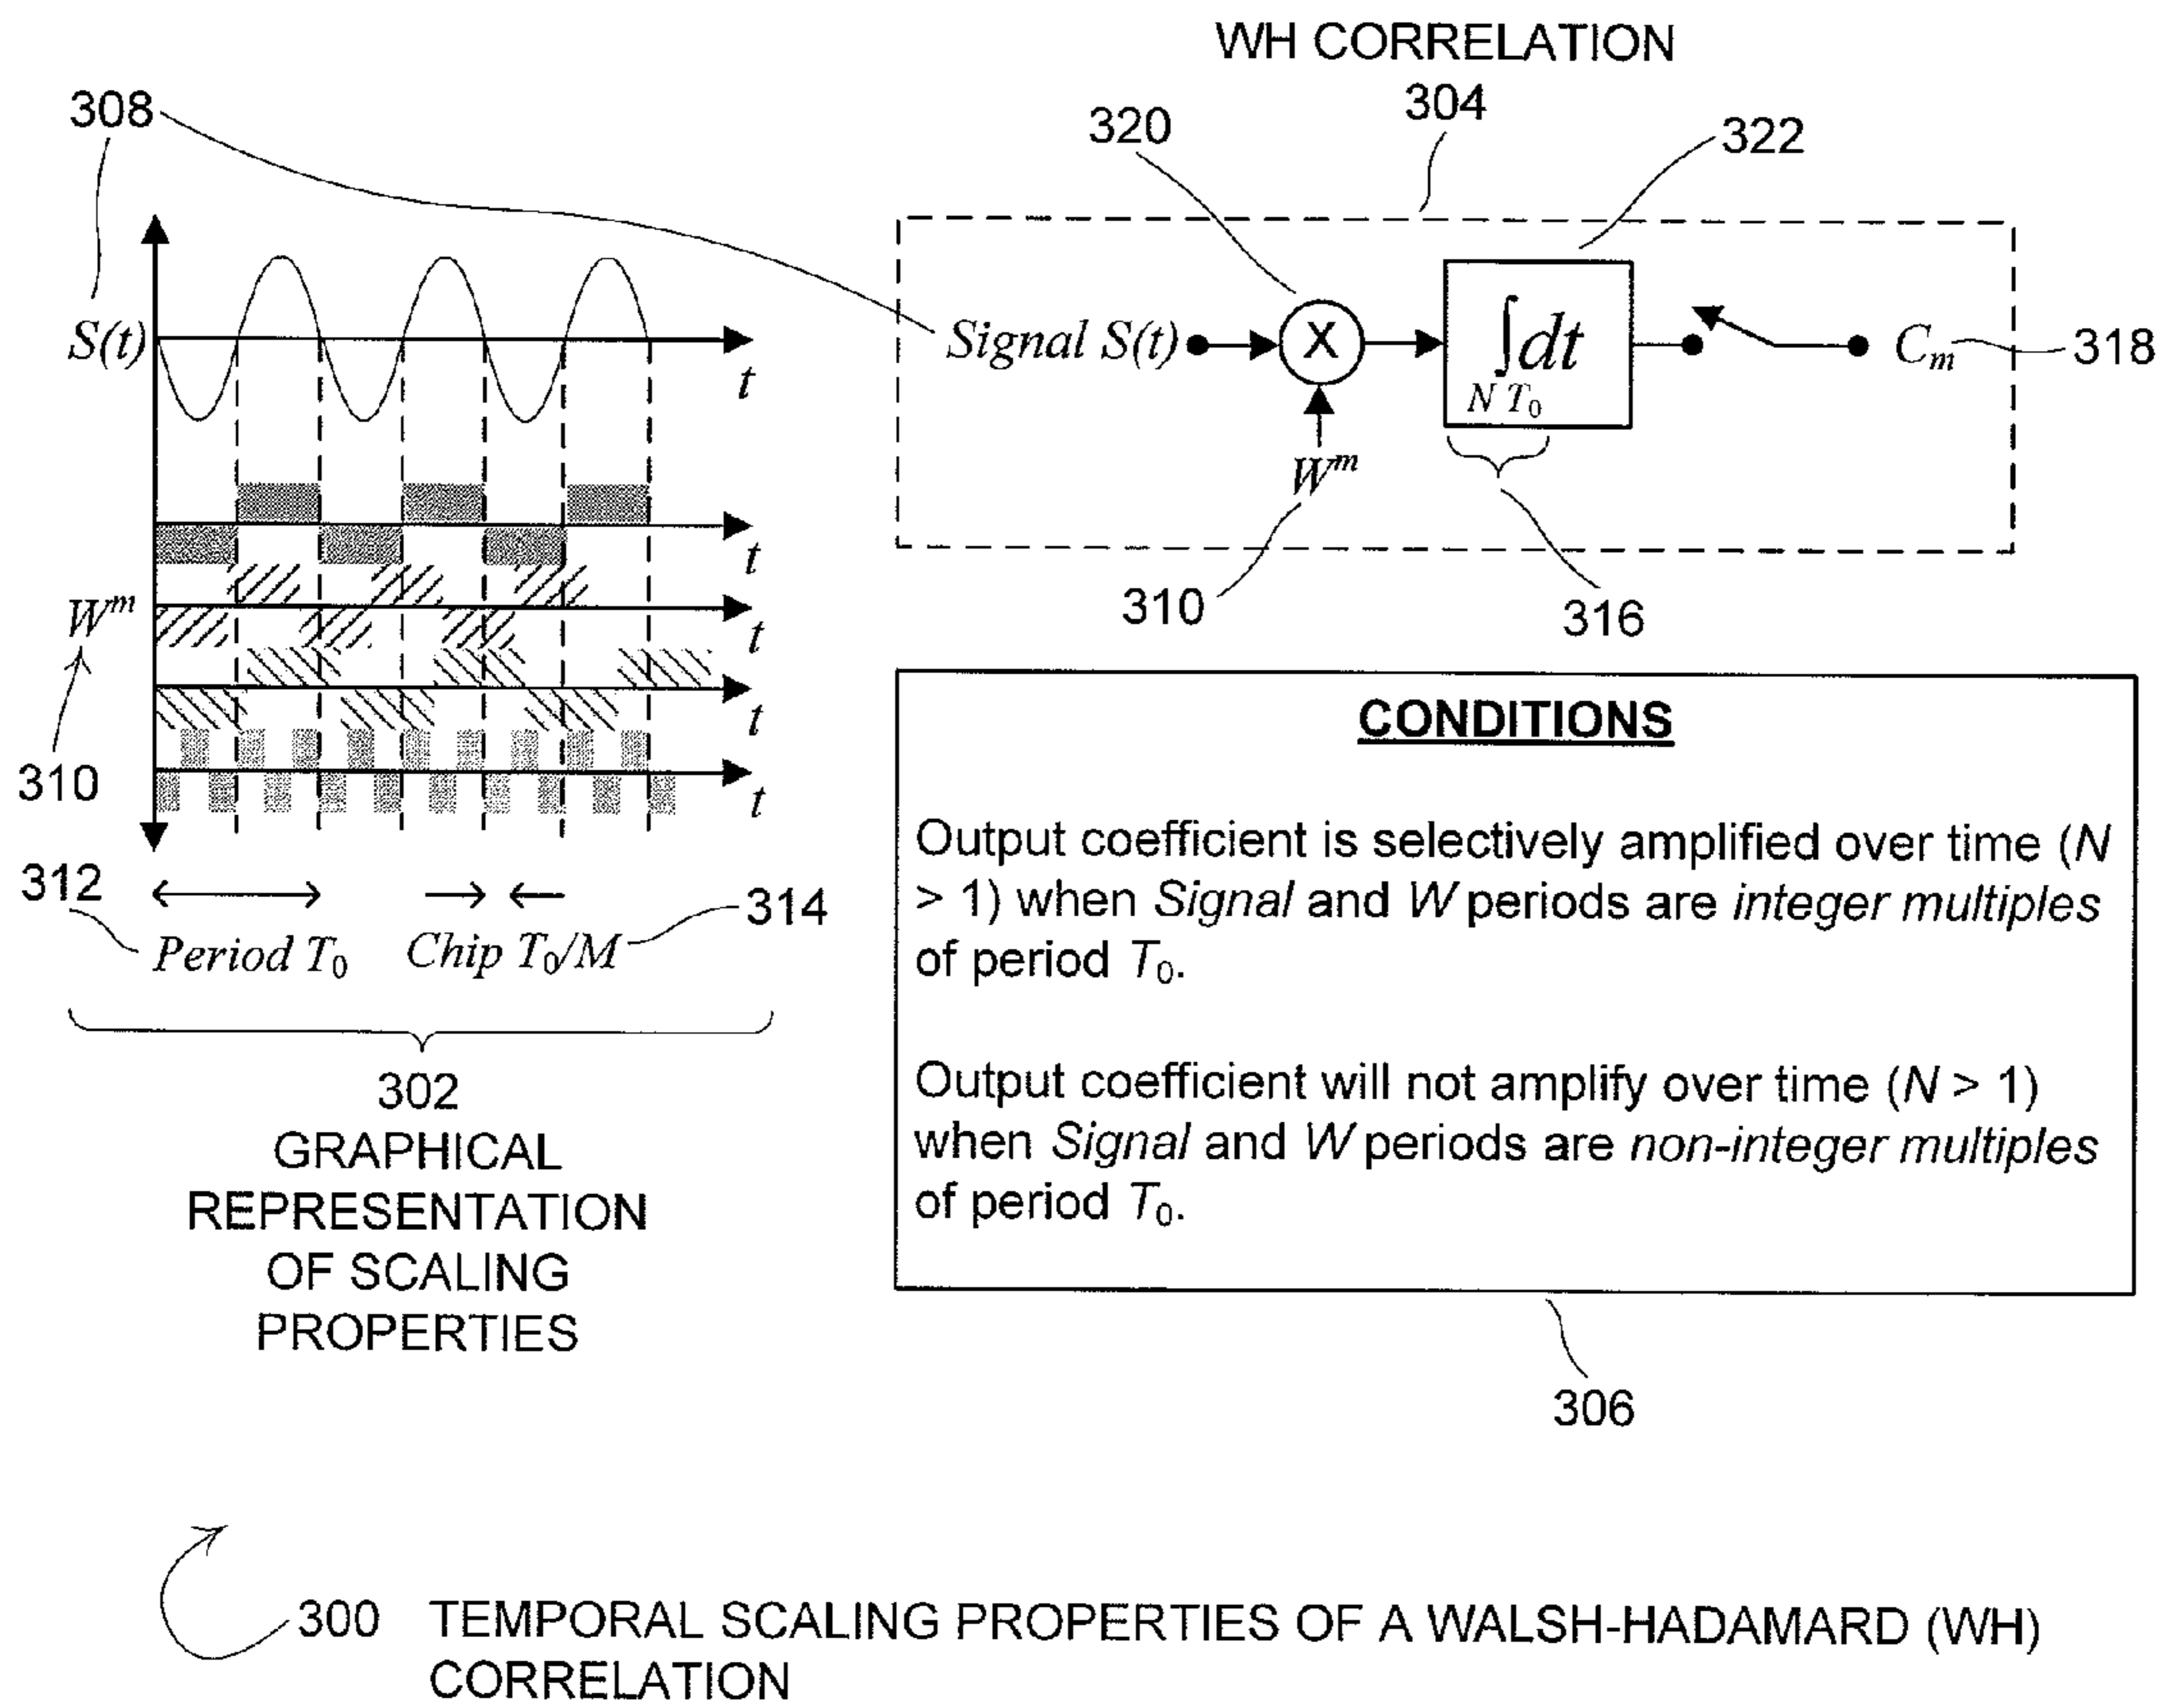 WH CORRELATION
304
308
320
322
S(t)
t
Signal S(t)
X
∫dt
N T₀
Cₘ
318
Wᵐ
310
316
t
Wᵐ
t
t
310
t
312
Period T₀
Chip T₀/M
314
302
GRAPHICAL
REPRESENTATION
OF SCALING
PROPERTIES
CONDITIONS
Output coefficient is selectively amplified over time (N
> 1) when Signal and W periods are integer multiples
of period T₀.
Output coefficient will not amplify over time (N > 1)
when Signal and W periods are non-integer multiples
of period T₀.
306
300 TEMPORAL SCALING PROPERTIES OF A WALSH-HADAMARD (WH)
CORRELATION